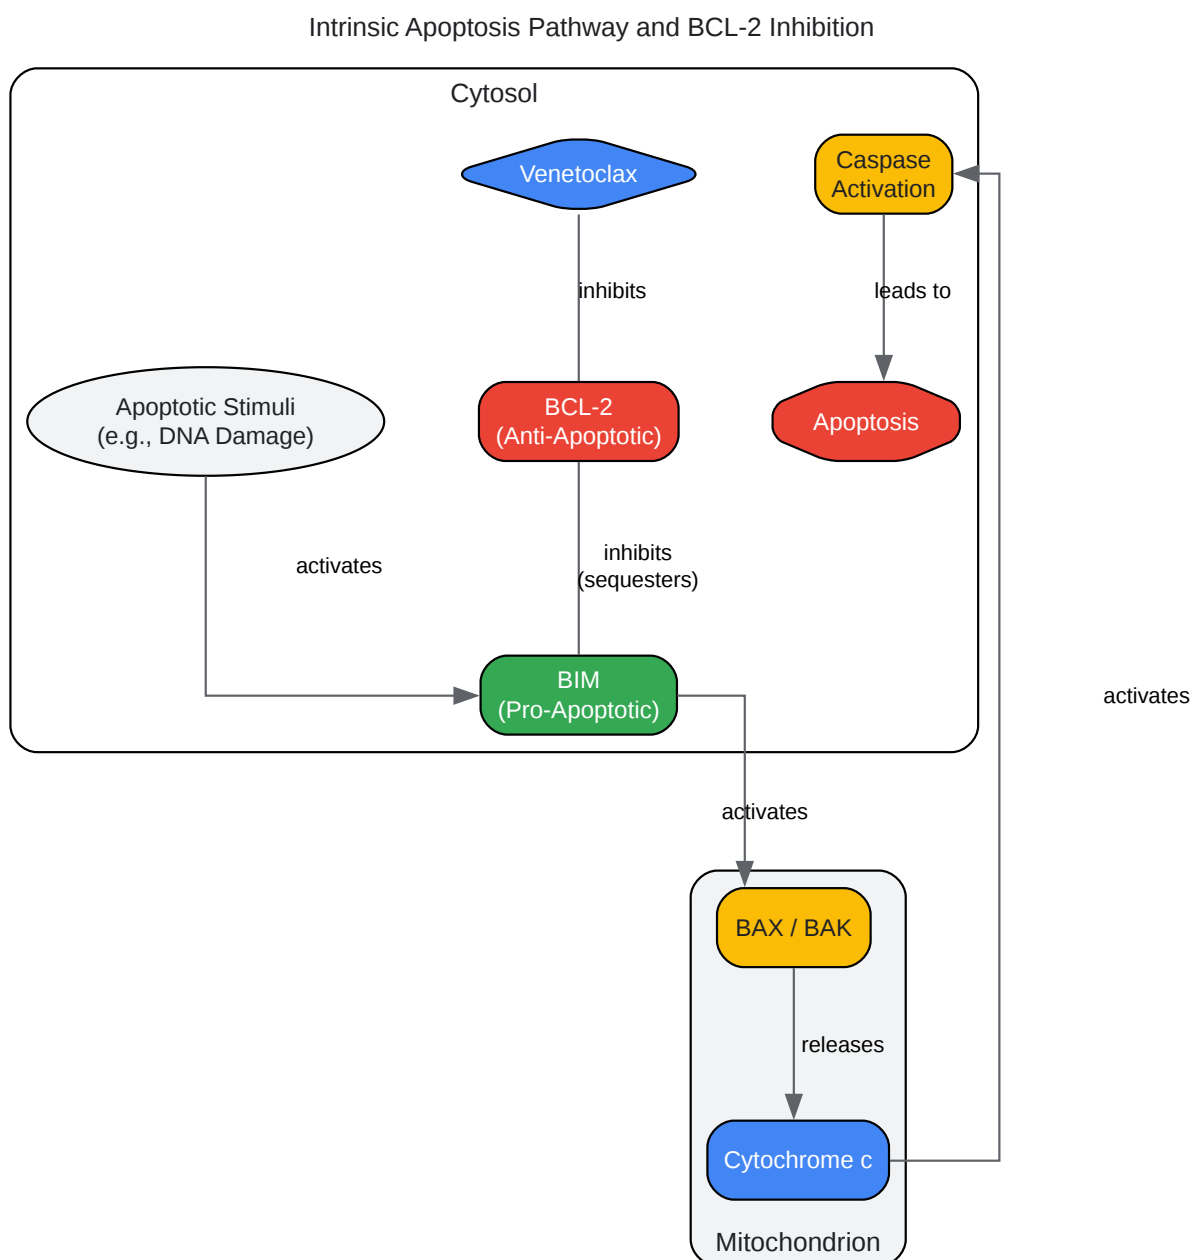 Intrinsic Apoptosis Pathway and BCL-2 Inhibition
Cytosol
Venetoclax
Caspase
Activation
inhibits
leads to
Apoptotic Stimuli
(e.g., DNA Damage)
BCL-2
(Anti-Apoptotic)
Apoptosis
activates
inhibits
(sequesters)
BIM
(Pro-Apoptotic)
activates
activates
BAX / BAK
releases
Cytochrome c
Mitochondrion